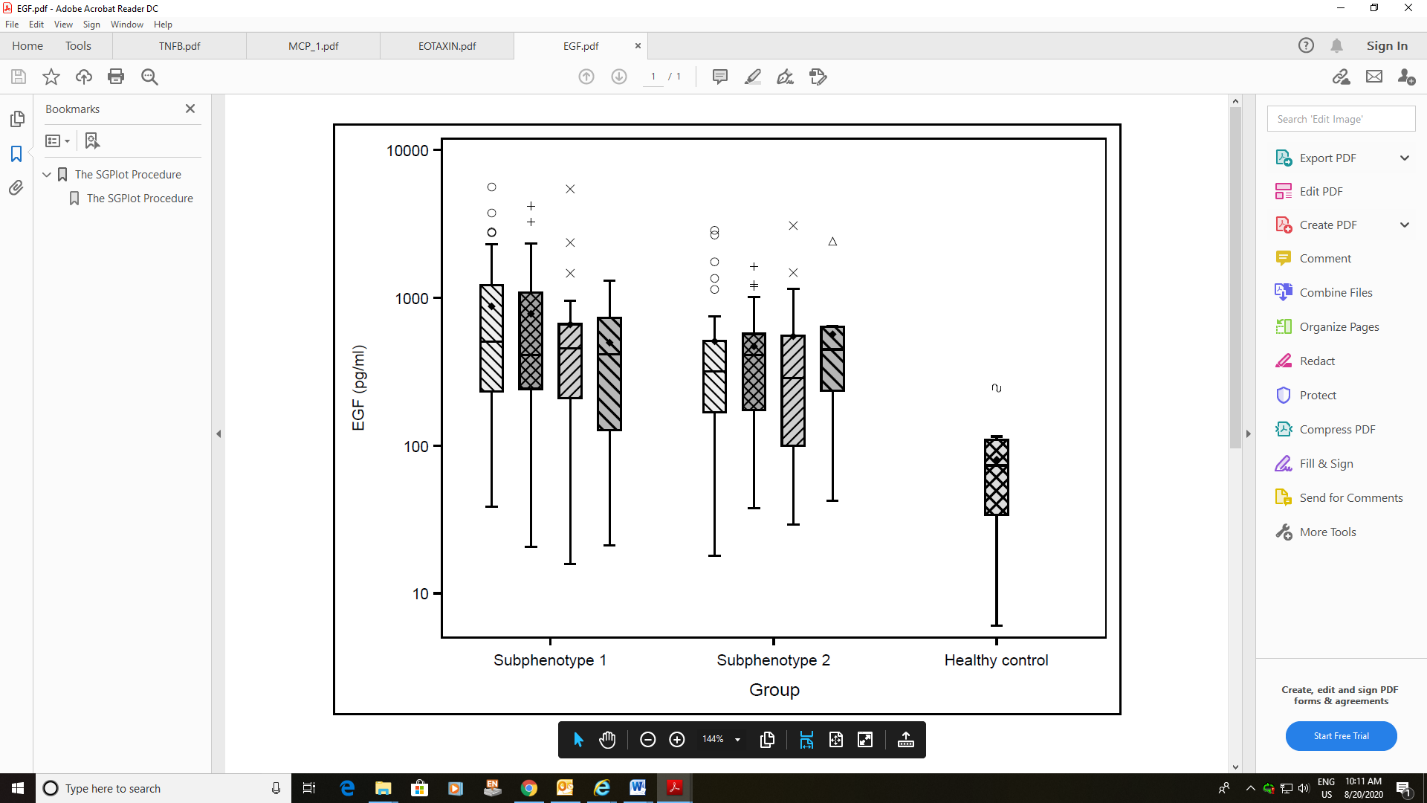 EGF.pdf - Adobe Acrobat Reader DC
File Edit View Sign Window Help
Home Tools TNFB.pdf MCP_1.pdf EOTAXIN.pdf EGF.pdf × Sign In
1 / 1
Bookmarks
The SGPlot Procedure
The SGPlot Procedure
10000
1000
100
10
EGF (pg/ml)
Subphenotype 1 Subphenotype 2 Healthy control
Group
144%
Search 'Edit Image'
Export PDF
Edit PDF
Create PDF
Comment
Combine Files
Organize Pages
Redact
Protect
Compress PDF
Fill & Sign
Send for Comments
More Tools
Create, edit and sign PDF
forms & agreements
Start Free Trial
Type here to search
EN
ENG
US
10:11 AM
8/20/2020
1